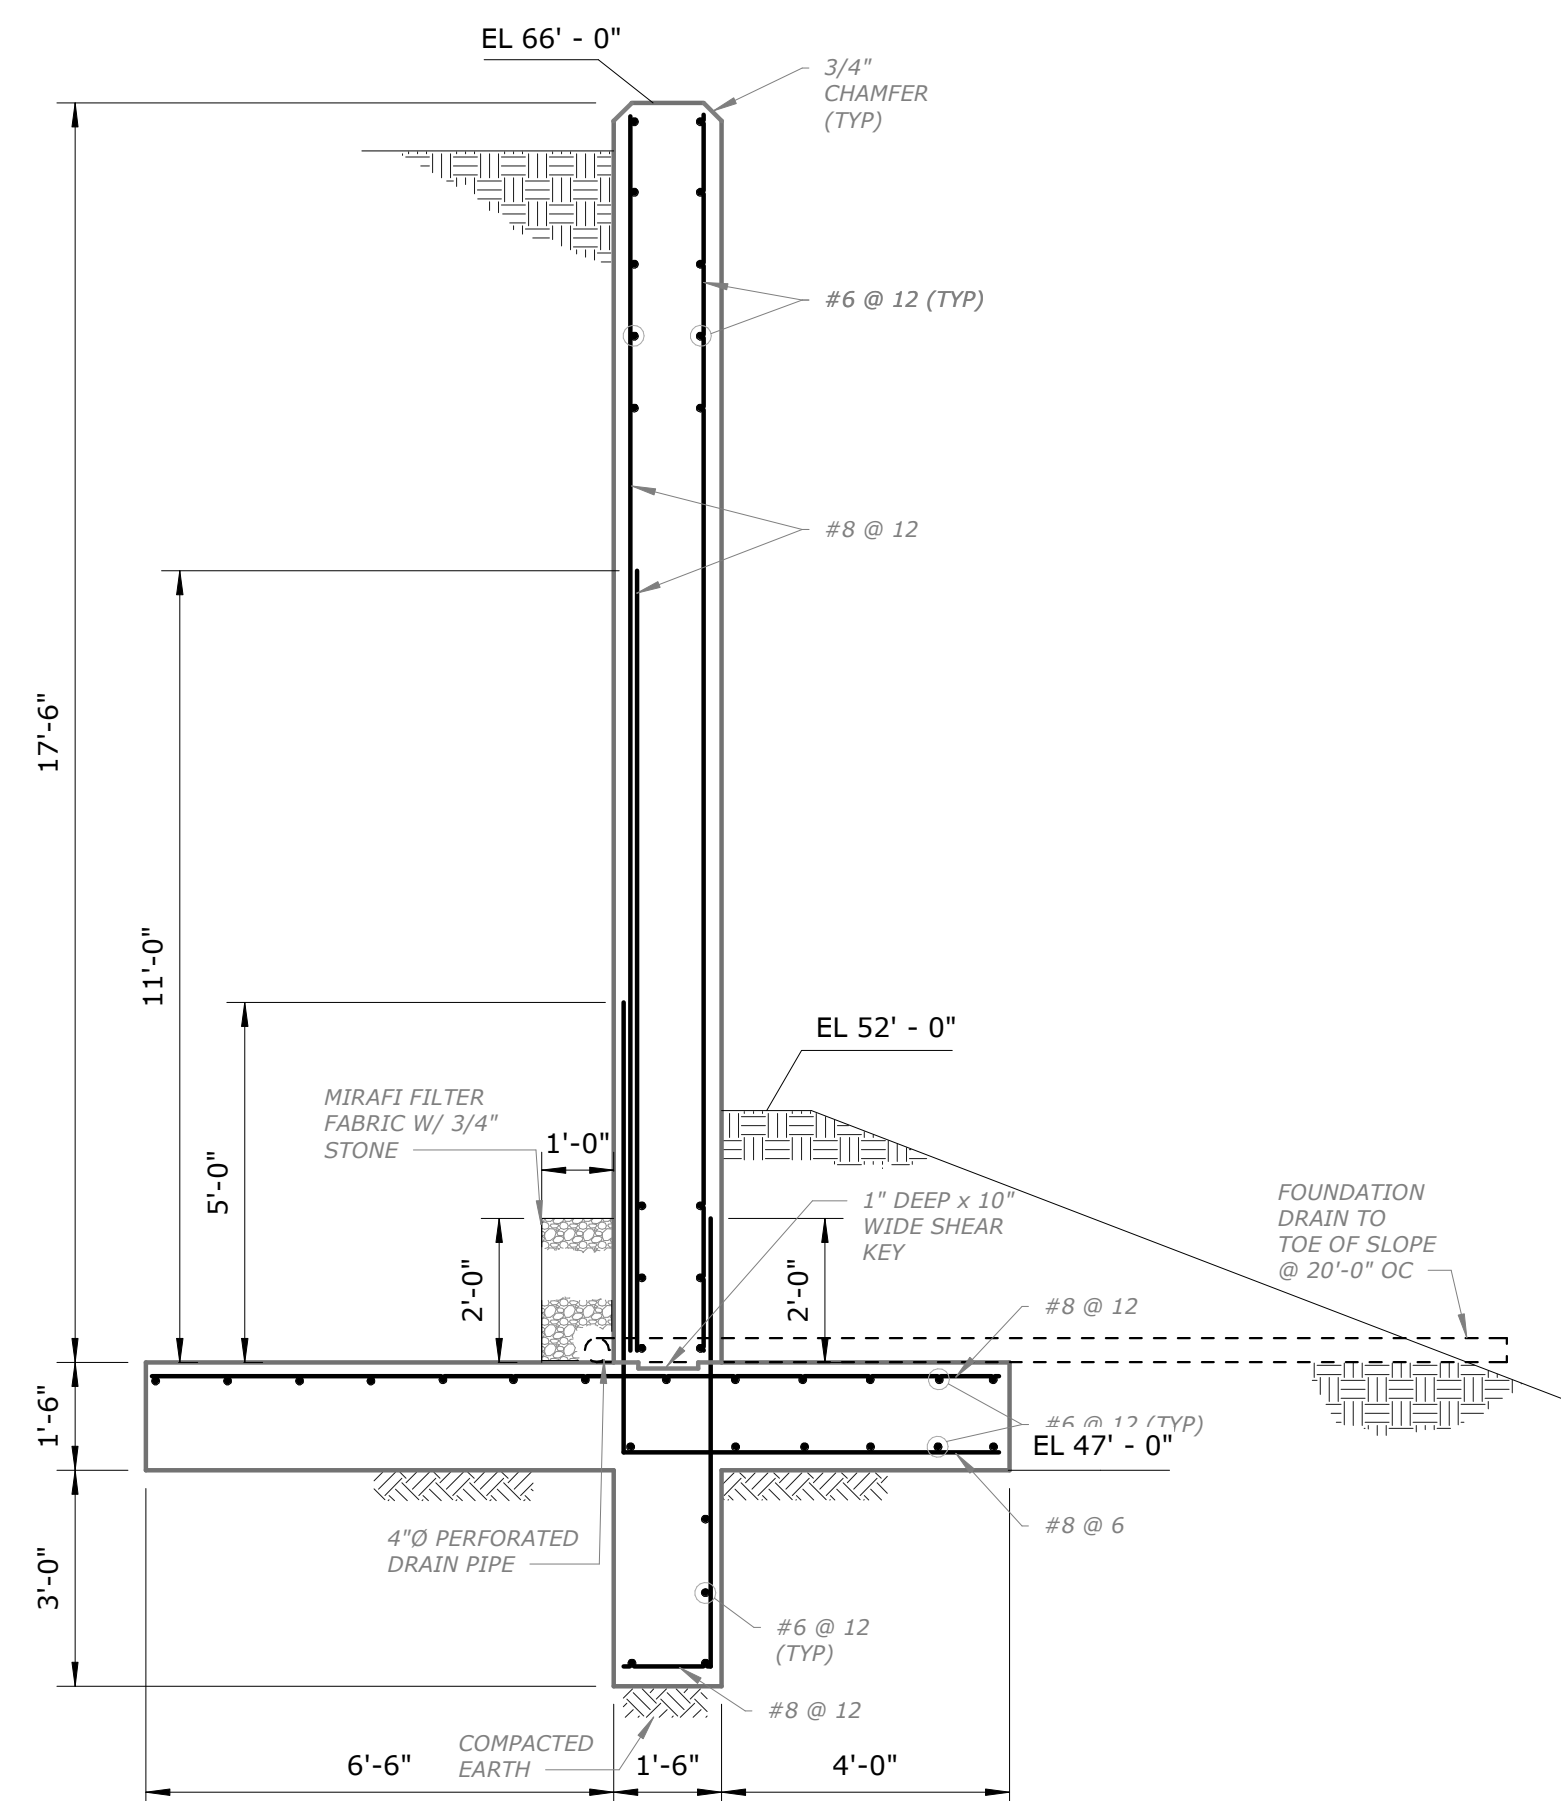 EL 66' - 0"
3/4"
CHAMFER
(TYP)
#6 @ 12 (TYP)
#8 @ 12
17'-6"
11'-0"
5'-0"
EL 52' - 0"
MIRAFI FILTER
FABRIC W/ 3/4"
STONE
1'-0"
2'-0"
1" DEEP x 10"
WIDE SHEAR
KEY
2'-0"
FOUNDATION
DRAIN TO
TOE OF SLOPE
@ 20'-0" OC
#8 @ 12
#6 @ 12 (TYP)
EL 47' - 0"
1'-6"
#8 @ 6
4"Ø PERFORATED
DRAIN PIPE
3'-0"
#6 @ 12
(TYP)
#8 @ 12
COMPACTED
EARTH
6'-6"
1'-6"
4'-0"